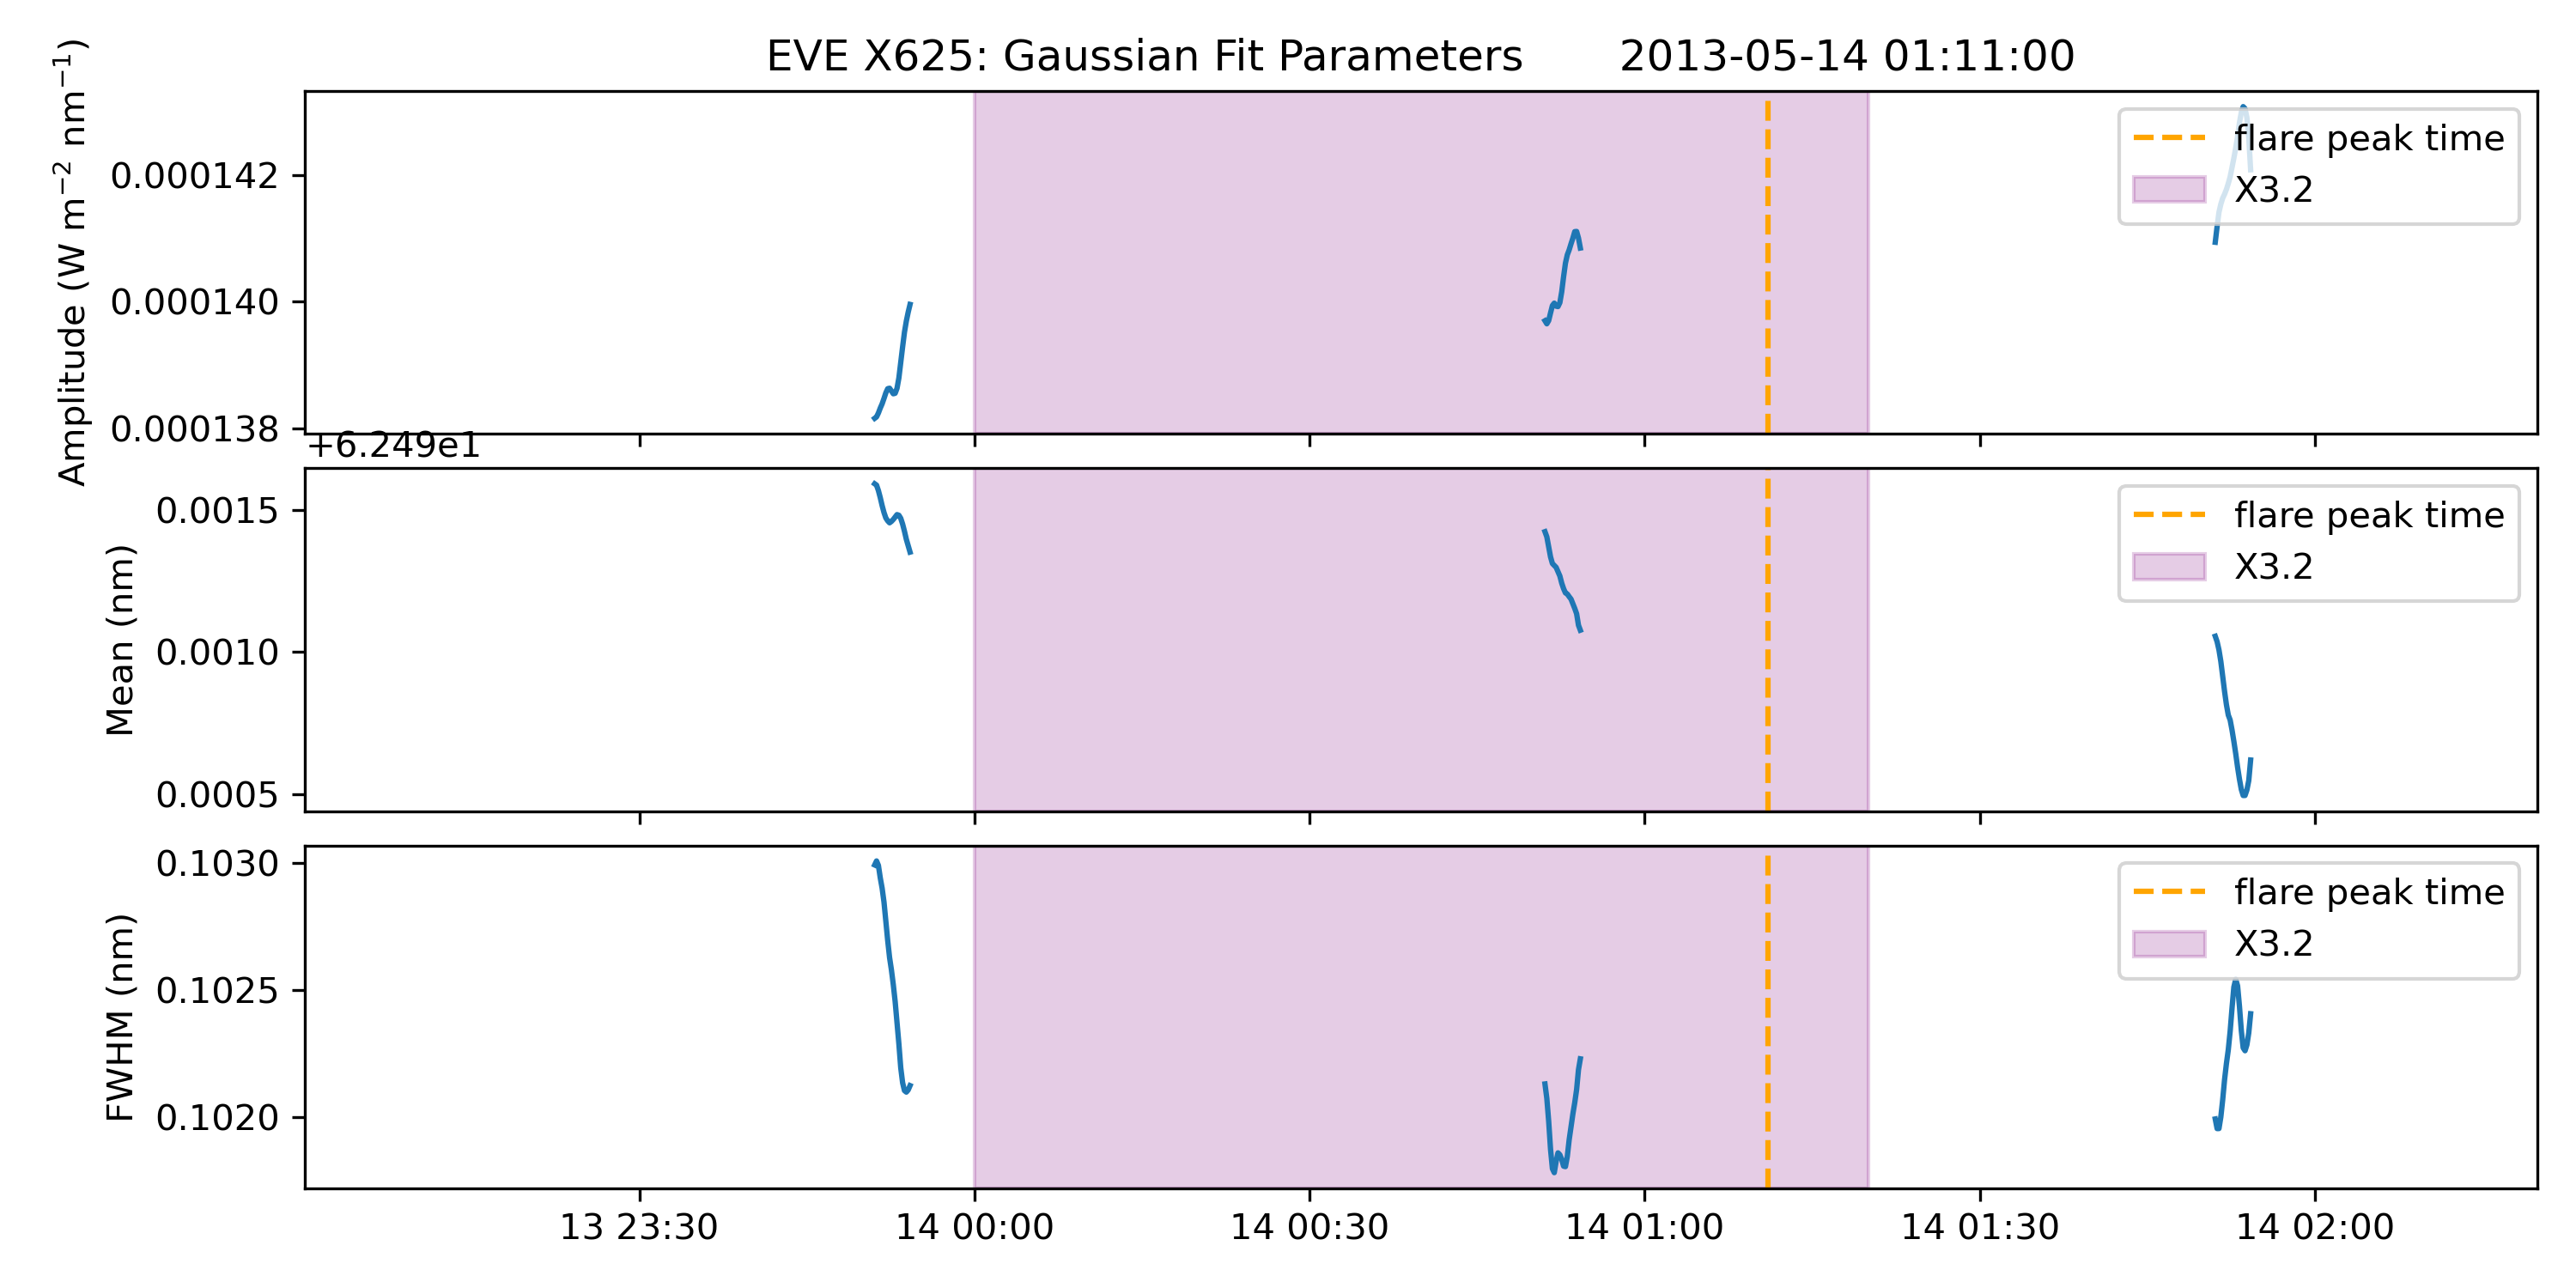 EVE X625: Gaussian Fit Parameters 2013-05-14 01:11:00
Amplitude (W m⁻² nm⁻¹)
0.000142
0.000140
0.000138
flare peak time
X3.2
+6.249e1
Mean (nm)
0.0015
0.0010
0.0005
flare peak time
X3.2
FWHM (nm)
0.1030
0.1025
0.1020
flare peak time
X3.2
13 23:30 14 00:00 14 00:30 14 01:00 14 01:30 14 02:00